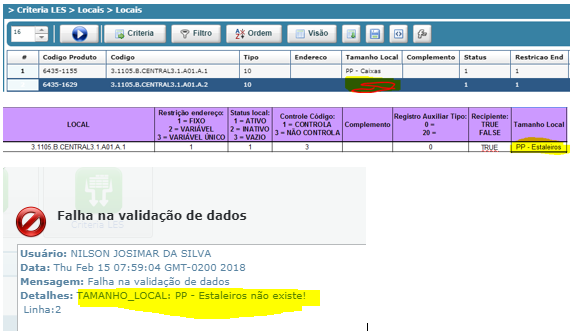 > Criteria LES > Locais > Locais
16 Criteria Filtro Ordem Visão
# Codigo Produto Codigo Tipo Endereco Tamanho Local Complemento Status Restricao End
1 6435-1155 3.1105.B.CENTRAL3.1.A01.A.1 10 PP - Caixas 1 1
2 6435-1629 3.1105.B.CENTRAL3.1.A01.A.2 10 1 1
LOCAL Restrição endereço: 1 = FIXO 2 = VARIÁVEL 3 = VARIÁVEL ÚNICO Status local: 1 = ATIVO 2 = INATIVO 3 = VAZIO Controle Código: 1 = CONTROLA 3 = NÃO CONTROLA Complemento Registro Auxiliar Tipo: 0 = 20 = Recipiente: TRUE FALSE Tamanho Local
3.1105.B.CENTRAL3.1.A01.A.1 1 1 3 0 TRUE PP - Estaleiros
Falha na validação de dados
Usuário: NILSON JOSIMAR DA SILVA
Data: Thu Feb 15 07:59:04 GMT-0200 2018
Mensagem: Falha na validação de dados
Detalhes: TAMANHO_LOCAL: PP - Estaleiros não existe!
Linha:2